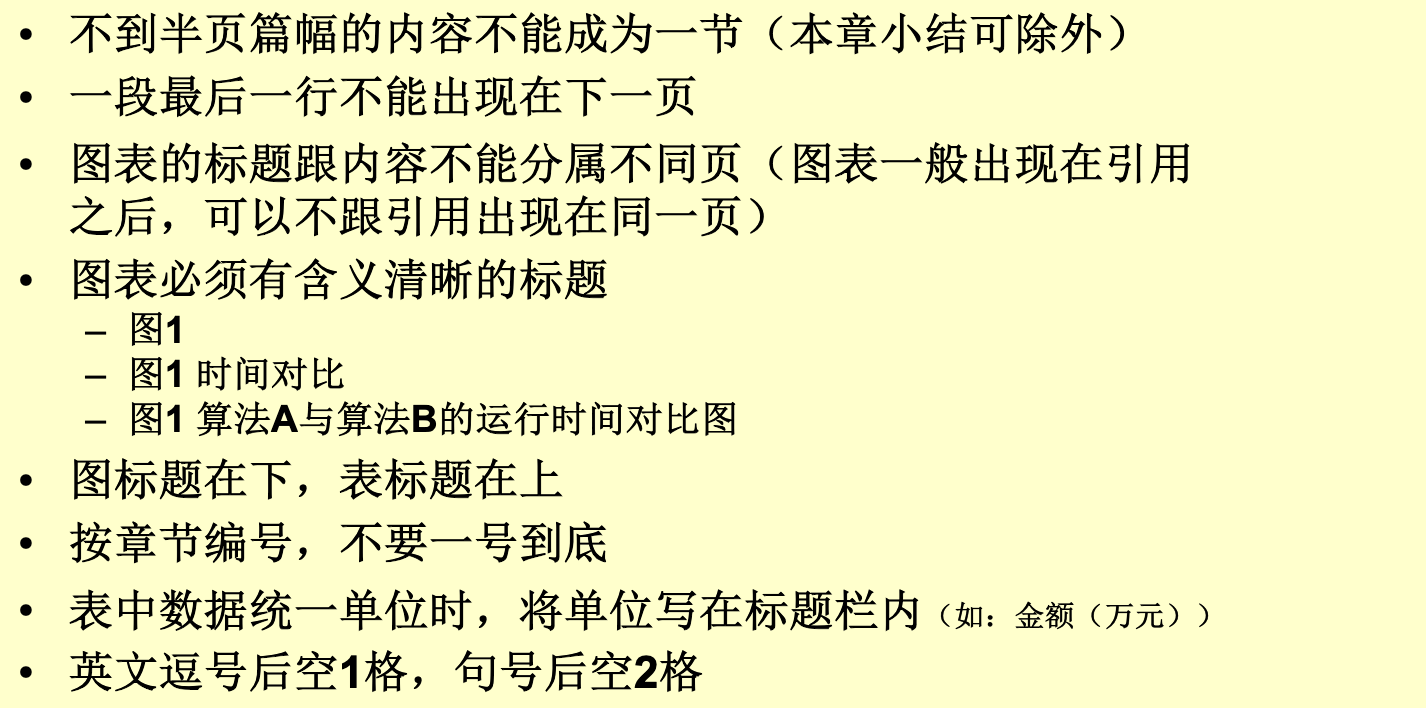 • 不到半页篇幅的内容不能成为一节（本章小结可除外）
• 一段最后一行不能出现在下一页
• 图表的标题跟内容不能分属不同页（图表一般出现在引用
之后，可以不跟引用出现在同一页）
• 图表必须有含义清晰的标题
– 图1
– 图1 时间对比
– 图1 算法A与算法B的运行时间对比图
• 图标题在下，表标题在上
• 按章节编号，不要一号到底
• 表中数据统一单位时，将单位写在标题栏内（如：金额（万元））
• 英文逗号后空1格，句号后空2格